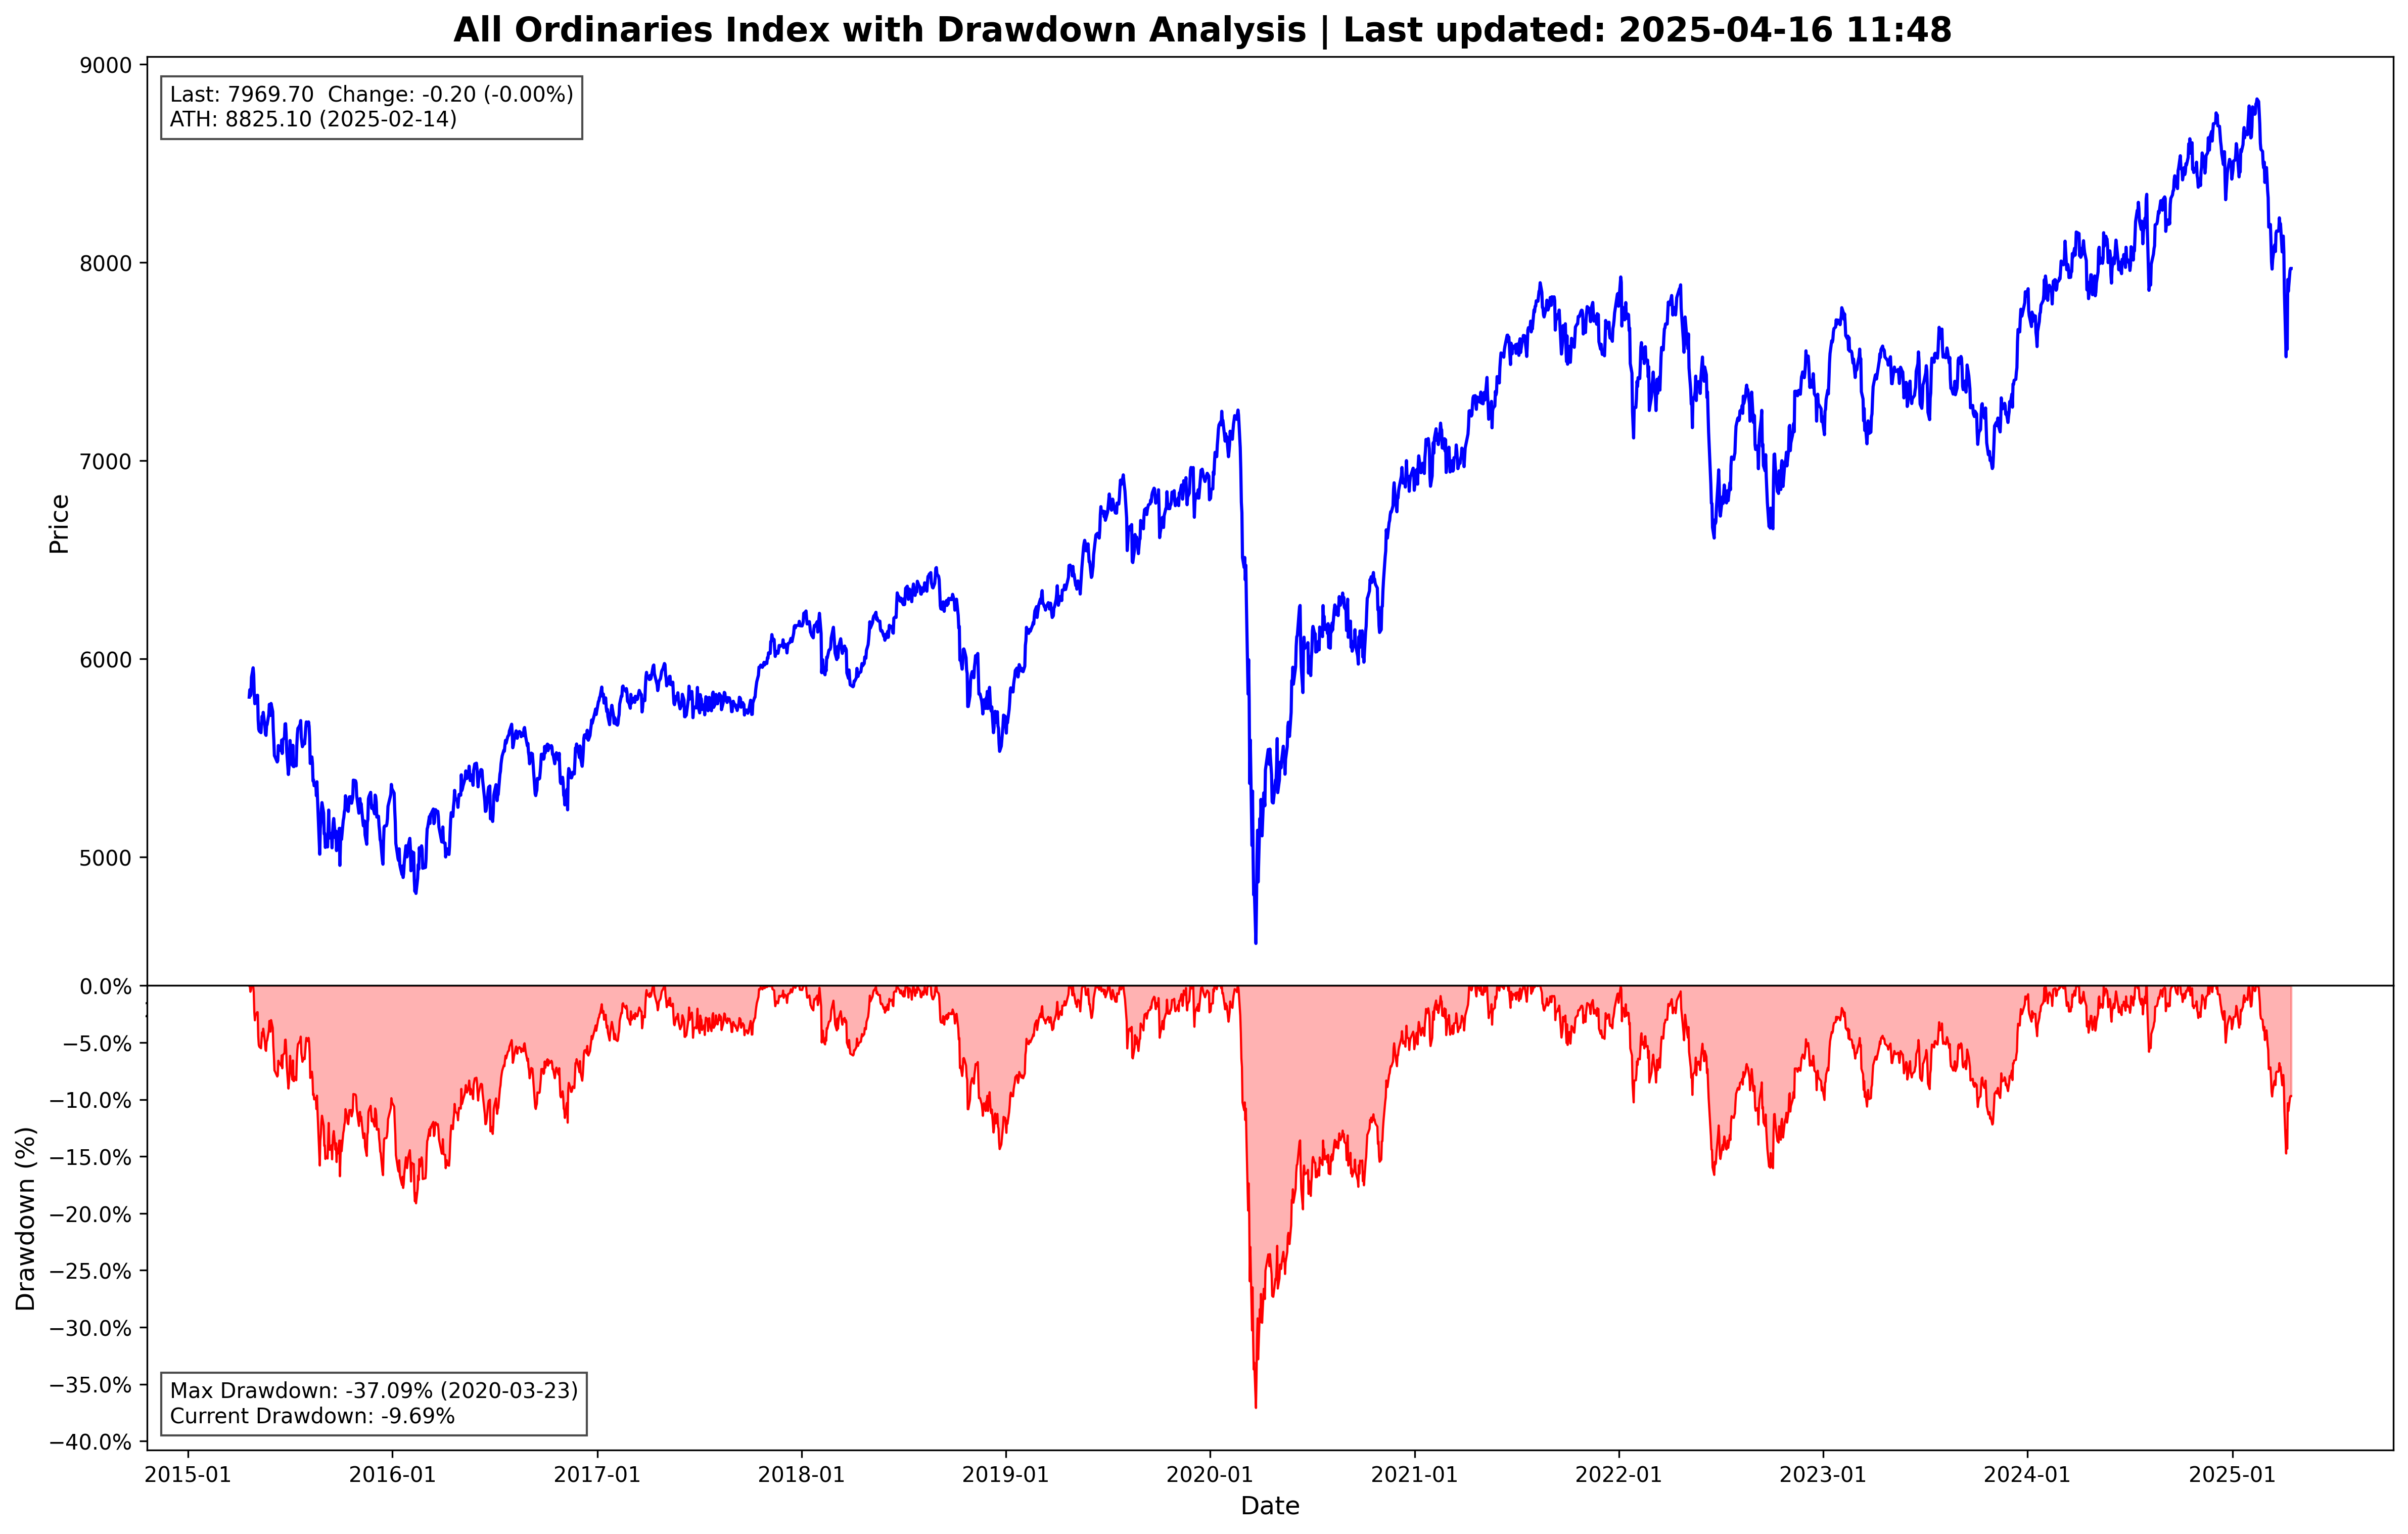 All Ordinaries Index with Drawdown Analysis | Last updated: 2025-04-16 11:48
Last: 7969.70  Change: -0.20 (-0.00%)
ATH: 8825.10 (2025-02-14)
Price
9000
8000
7000
6000
5000
Drawdown (%)
0.0%
−5.0%
−10.0%
−15.0%
−20.0%
−25.0%
−30.0%
−35.0%
−40.0%
Max Drawdown: -37.09% (2020-03-23)
Current Drawdown: -9.69%
2015-01 2016-01 2017-01 2018-01 2019-01 2020-01 2021-01 2022-01 2023-01 2024-01 2025-01
Date